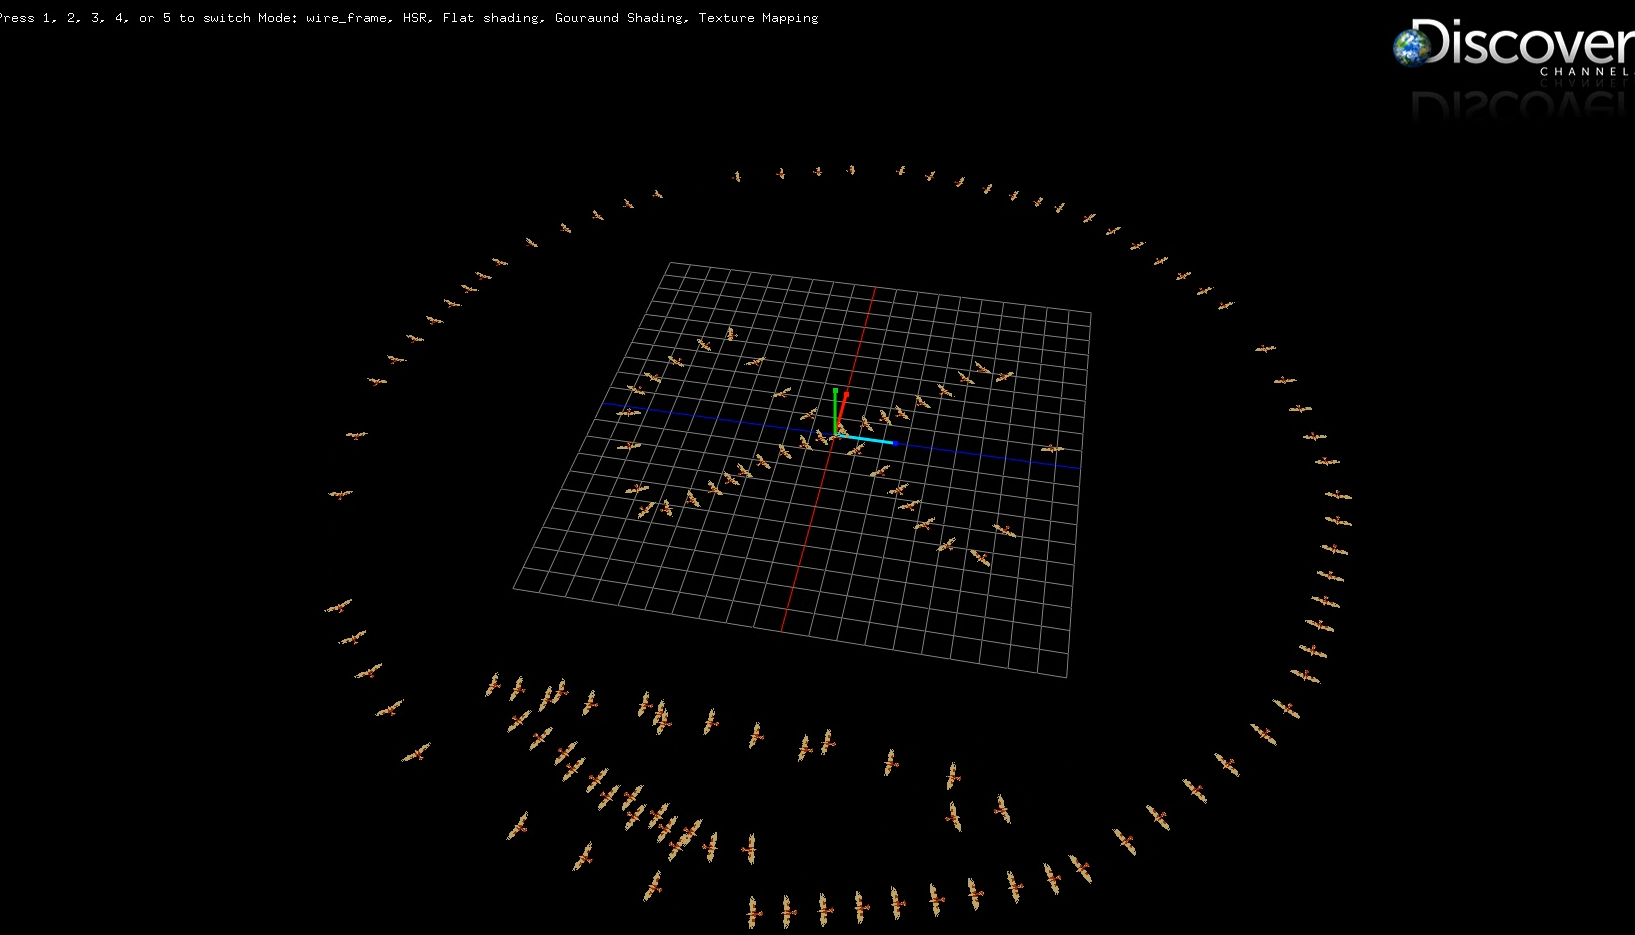 Press 1, 2, 3, 4, or 5 to switch Mode: wire_frame, HSR, Flat shading, Gouraund Shading, Texture Mapping
Discover
CHANNEL